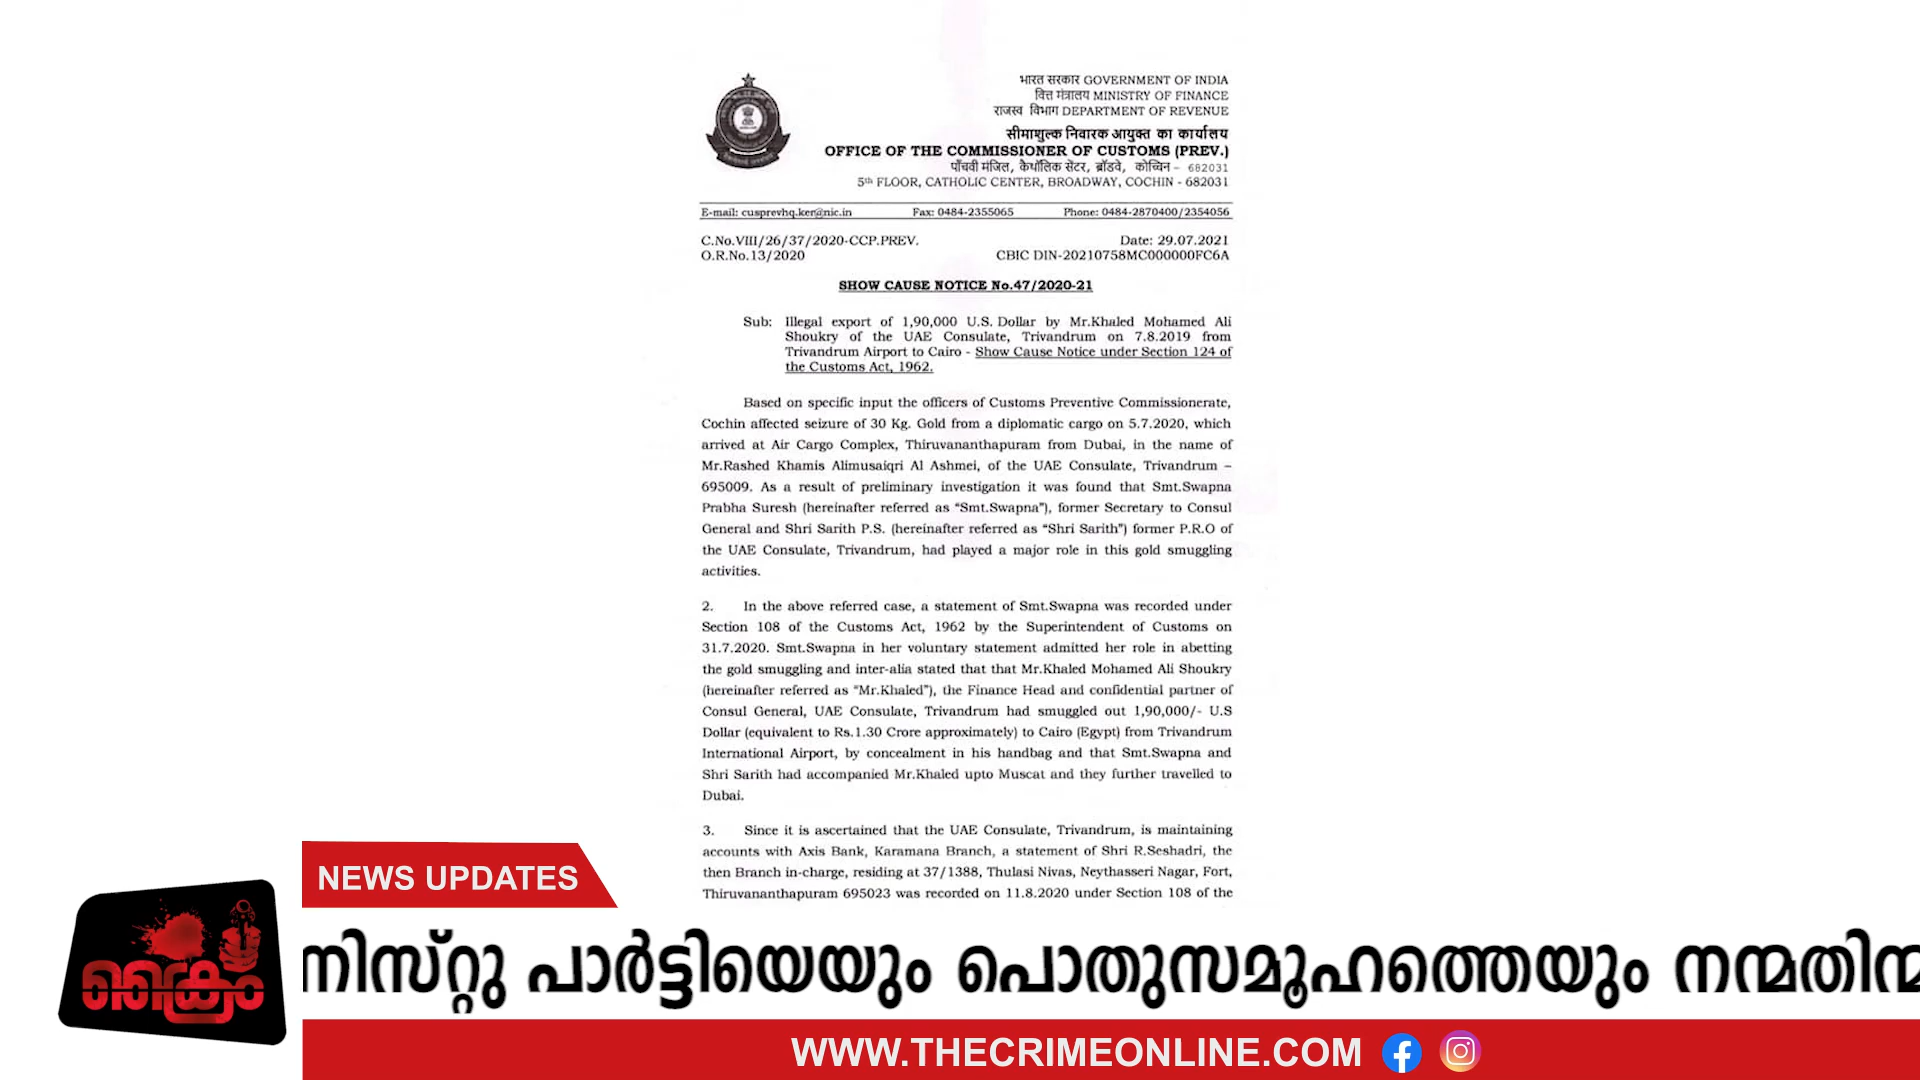 भारत सरकार GOVERNMENT OF INDIA
वित्त मंत्रालय MINISTRY OF FINANCE
राजस्व विभाग DEPARTMENT OF REVENUE
सीमाशुल्क निवारक आयुक्त का कार्यालय
OFFICE OF THE COMMISSIONER OF CUSTOMS (PREV.)
पाँचवी मंजिल, कैथॉलिक सेंटर, ब्रॉडवे, कोच्चिन - 682031
5th FLOOR, CATHOLIC CENTER, BROADWAY, COCHIN - 682031
E-mail: cusprevhq.ker@nic.in Fax: 0484-2355065 Phone: 0484-2870400/2354056
C.No.VIII/26/37/2020-CCP.PREV. Date: 29.07.2021
O.R.No.13/2020 CBIC DIN-20210758MC000000FC6A
SHOW CAUSE NOTICE No.47/2020-21
Sub: Illegal export of 1,90,000 U.S. Dollar by Mr.Khaled Mohamed Ali
Shoukry of the UAE Consulate, Trivandrum on 7.8.2019 from
Trivandrum Airport to Cairo - Show Cause Notice under Section 124 of
the Customs Act, 1962.
Based on specific input the officers of Customs Preventive Commissionerate,
Cochin affected seizure of 30 Kg. Gold from a diplomatic cargo on 5.7.2020, which
arrived at Air Cargo Complex, Thiruvananthapuram from Dubai, in the name of
Mr.Rashed Khamis Alimusaiqri Al Ashmei, of the UAE Consulate, Trivandrum –
695009. As a result of preliminary investigation it was found that Smt.Swapna
Prabha Suresh (hereinafter referred as “Smt.Swapna”), former Secretary to Consul
General and Shri Sarith P.S. (hereinafter referred as “Shri Sarith”) former P.R.O of
the UAE Consulate, Trivandrum, had played a major role in this gold smuggling
activities.
2. In the above referred case, a statement of Smt.Swapna was recorded under
Section 108 of the Customs Act, 1962 by the Superintendent of Customs on
31.7.2020. Smt.Swapna in her voluntary statement admitted her role in abetting
the gold smuggling and inter-alia stated that that Mr.Khaled Mohamed Ali Shoukry
(hereinafter referred as “Mr.Khaled”), the Finance Head and confidential partner of
Consul General, UAE Consulate, Trivandrum had smuggled out 1,90,000/- U.S
Dollar (equivalent to Rs.1.30 Crore approximately) to Cairo (Egypt) from Trivandrum
International Airport, by concealment in his handbag and that Smt.Swapna and
Shri Sarith had accompanied Mr.Khaled upto Muscat and they further travelled to
Dubai.
3. Since it is ascertained that the UAE Consulate, Trivandrum, is maintaining
accounts with Axis Bank, Karamana Branch, a statement of Shri R.Seshadri, the
then Branch in-charge, residing at 37/1388, Thulasi Nivas, Neythasseri Nagar, Fort,
Thiruvananthapuram 695023 was recorded on 11.8.2020 under Section 108 of the
NEWS UPDATES
ക്രൈം
നിസ്റ്റു പാർട്ടിയെയും പൊതുസമൂഹത്തെയും നന്മതിന്മ
WWW.THECRIMEONLINE.COM